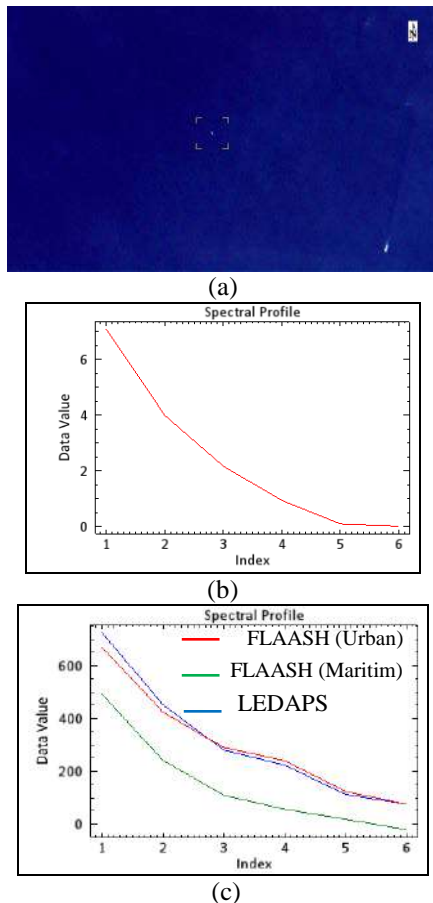 N
(a)
Spectral Profile
Data Value
6
4
2
0
1 2 3 4 5 6
Index
(b)
Spectral Profile
FLAASH (Urban)
FLAASH (Maritim)
LEDAPS
Data Value
600
400
200
0
1 2 3 4 5 6
Index
(c)